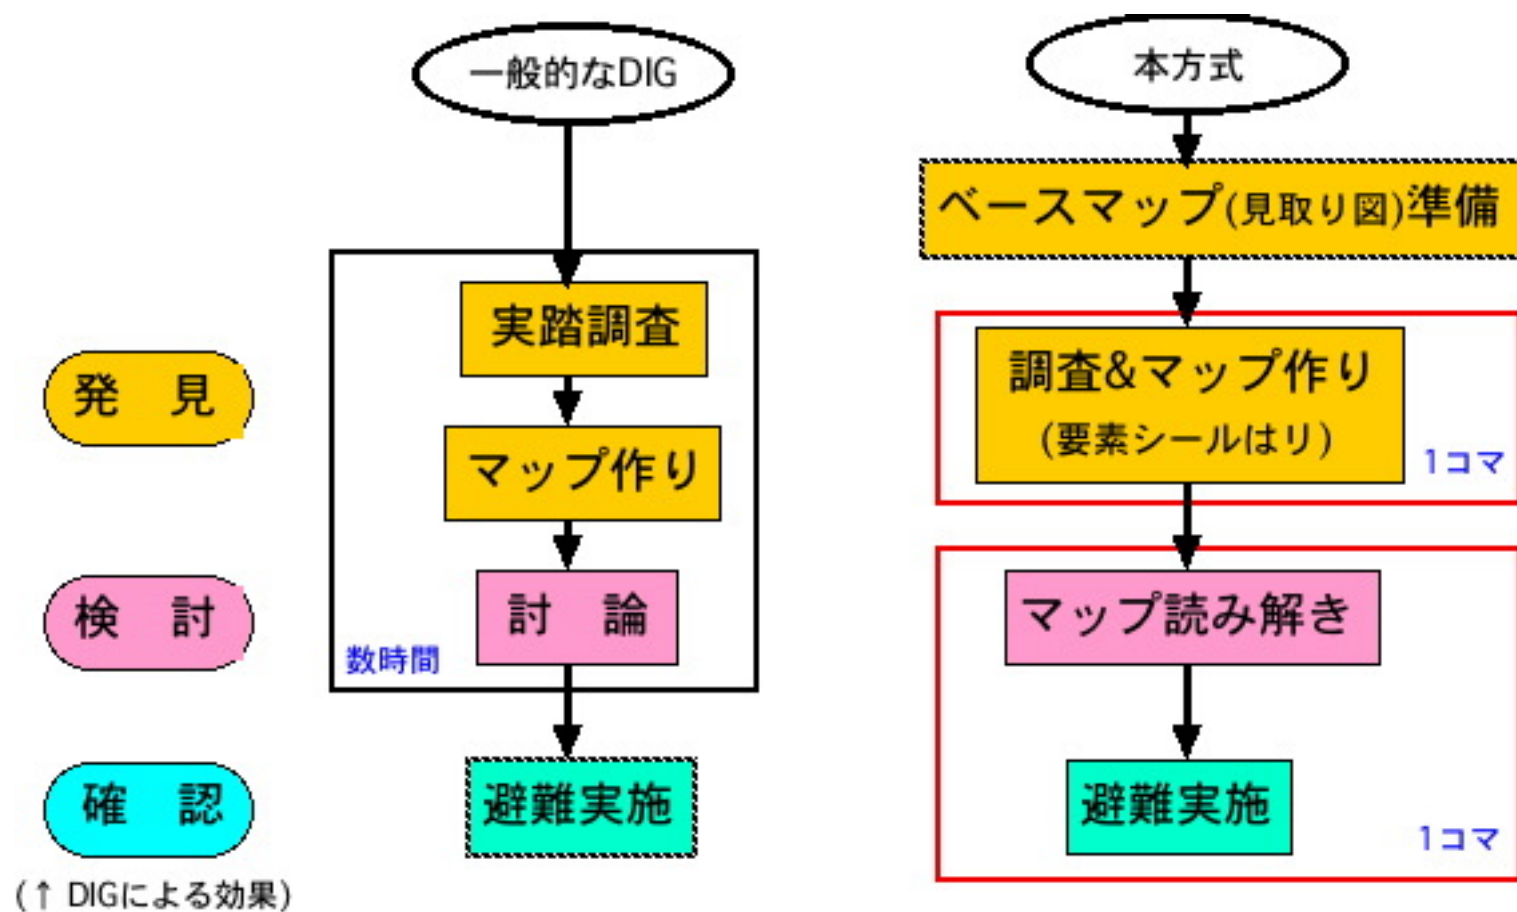 一般的なDIG
本方式
ベースマップ(見取り図)準備
実踏調査
マップ作り
討　論
数時間
避難実施
調査&マップ作り
(要素シールはり)
1コマ
マップ読み解き
避難実施
1コマ
発　見
検　討
確　認
(↑ DIGによる効果)